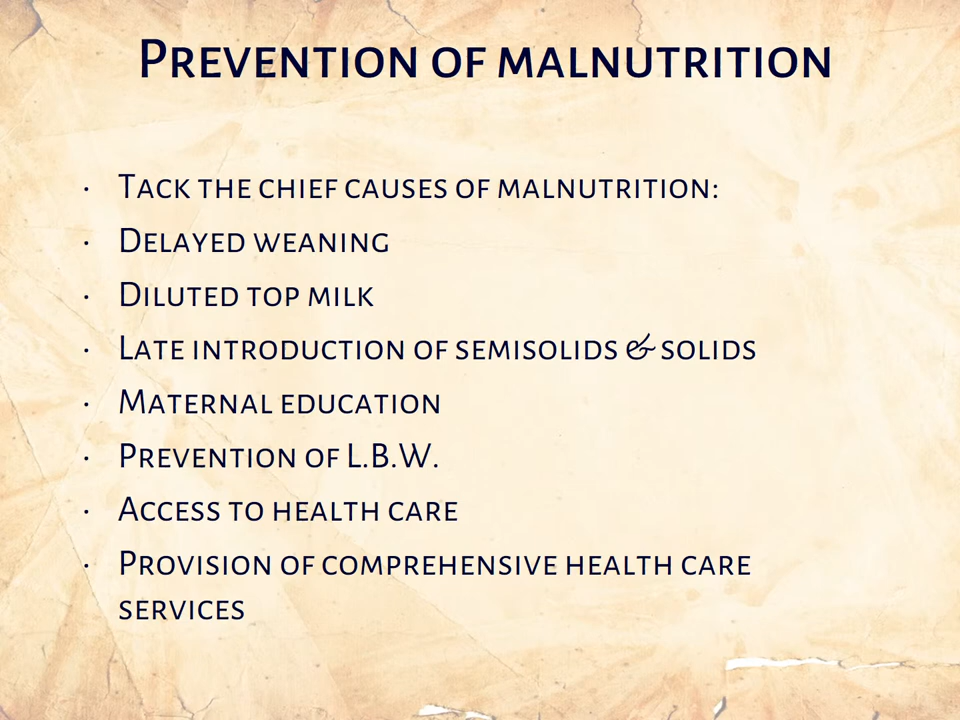 Prevention of malnutrition
· Tack the chief causes of malnutrition:
· Delayed weaning
· Diluted top milk
· Late introduction of semisolids & solids
· Maternal education
· Prevention of L.B.W.
· Access to health care
· Provision of comprehensive health care
services